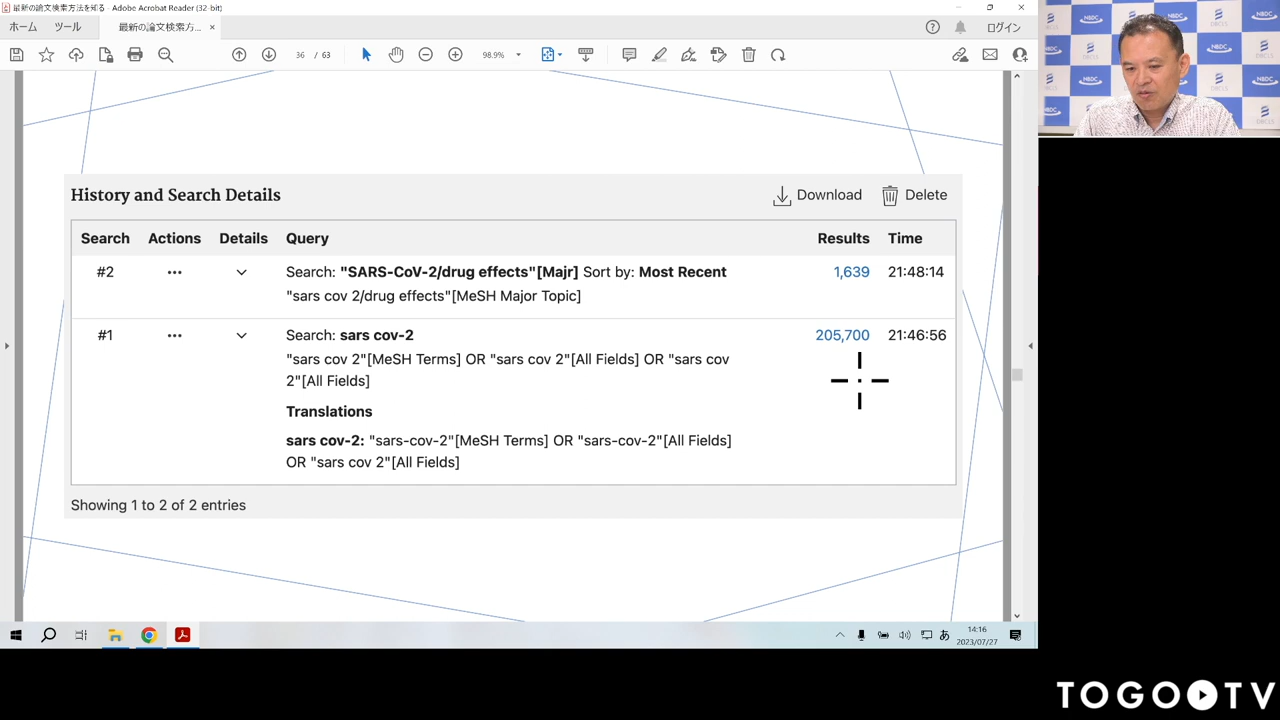 最新の論文検索方法を知る - Adobe Acrobat Reader (32-bit)
ホーム ツール 最新の論文検索方... × ログイン
36 / 63 98.9%
History and Search Details
Download Delete
Search Actions Details Query Results Time
#2 ... Search: "SARS-CoV-2/drug effects"[Majr] Sort by: Most Recent 1,639 21:48:14
"sars cov 2/drug effects"[MeSH Major Topic]
#1 ... Search: sars cov-2 205,700 21:46:56
"sars cov 2"[MeSH Terms] OR "sars cov 2"[All Fields] OR "sars cov
2"[All Fields]
Translations
sars cov-2: "sars-cov-2"[MeSH Terms] OR "sars-cov-2"[All Fields]
OR "sars cov 2"[All Fields]
Showing 1 to 2 of 2 entries
あ
14:16
2023/07/27
NBDC
DBCLS
TOGO TV